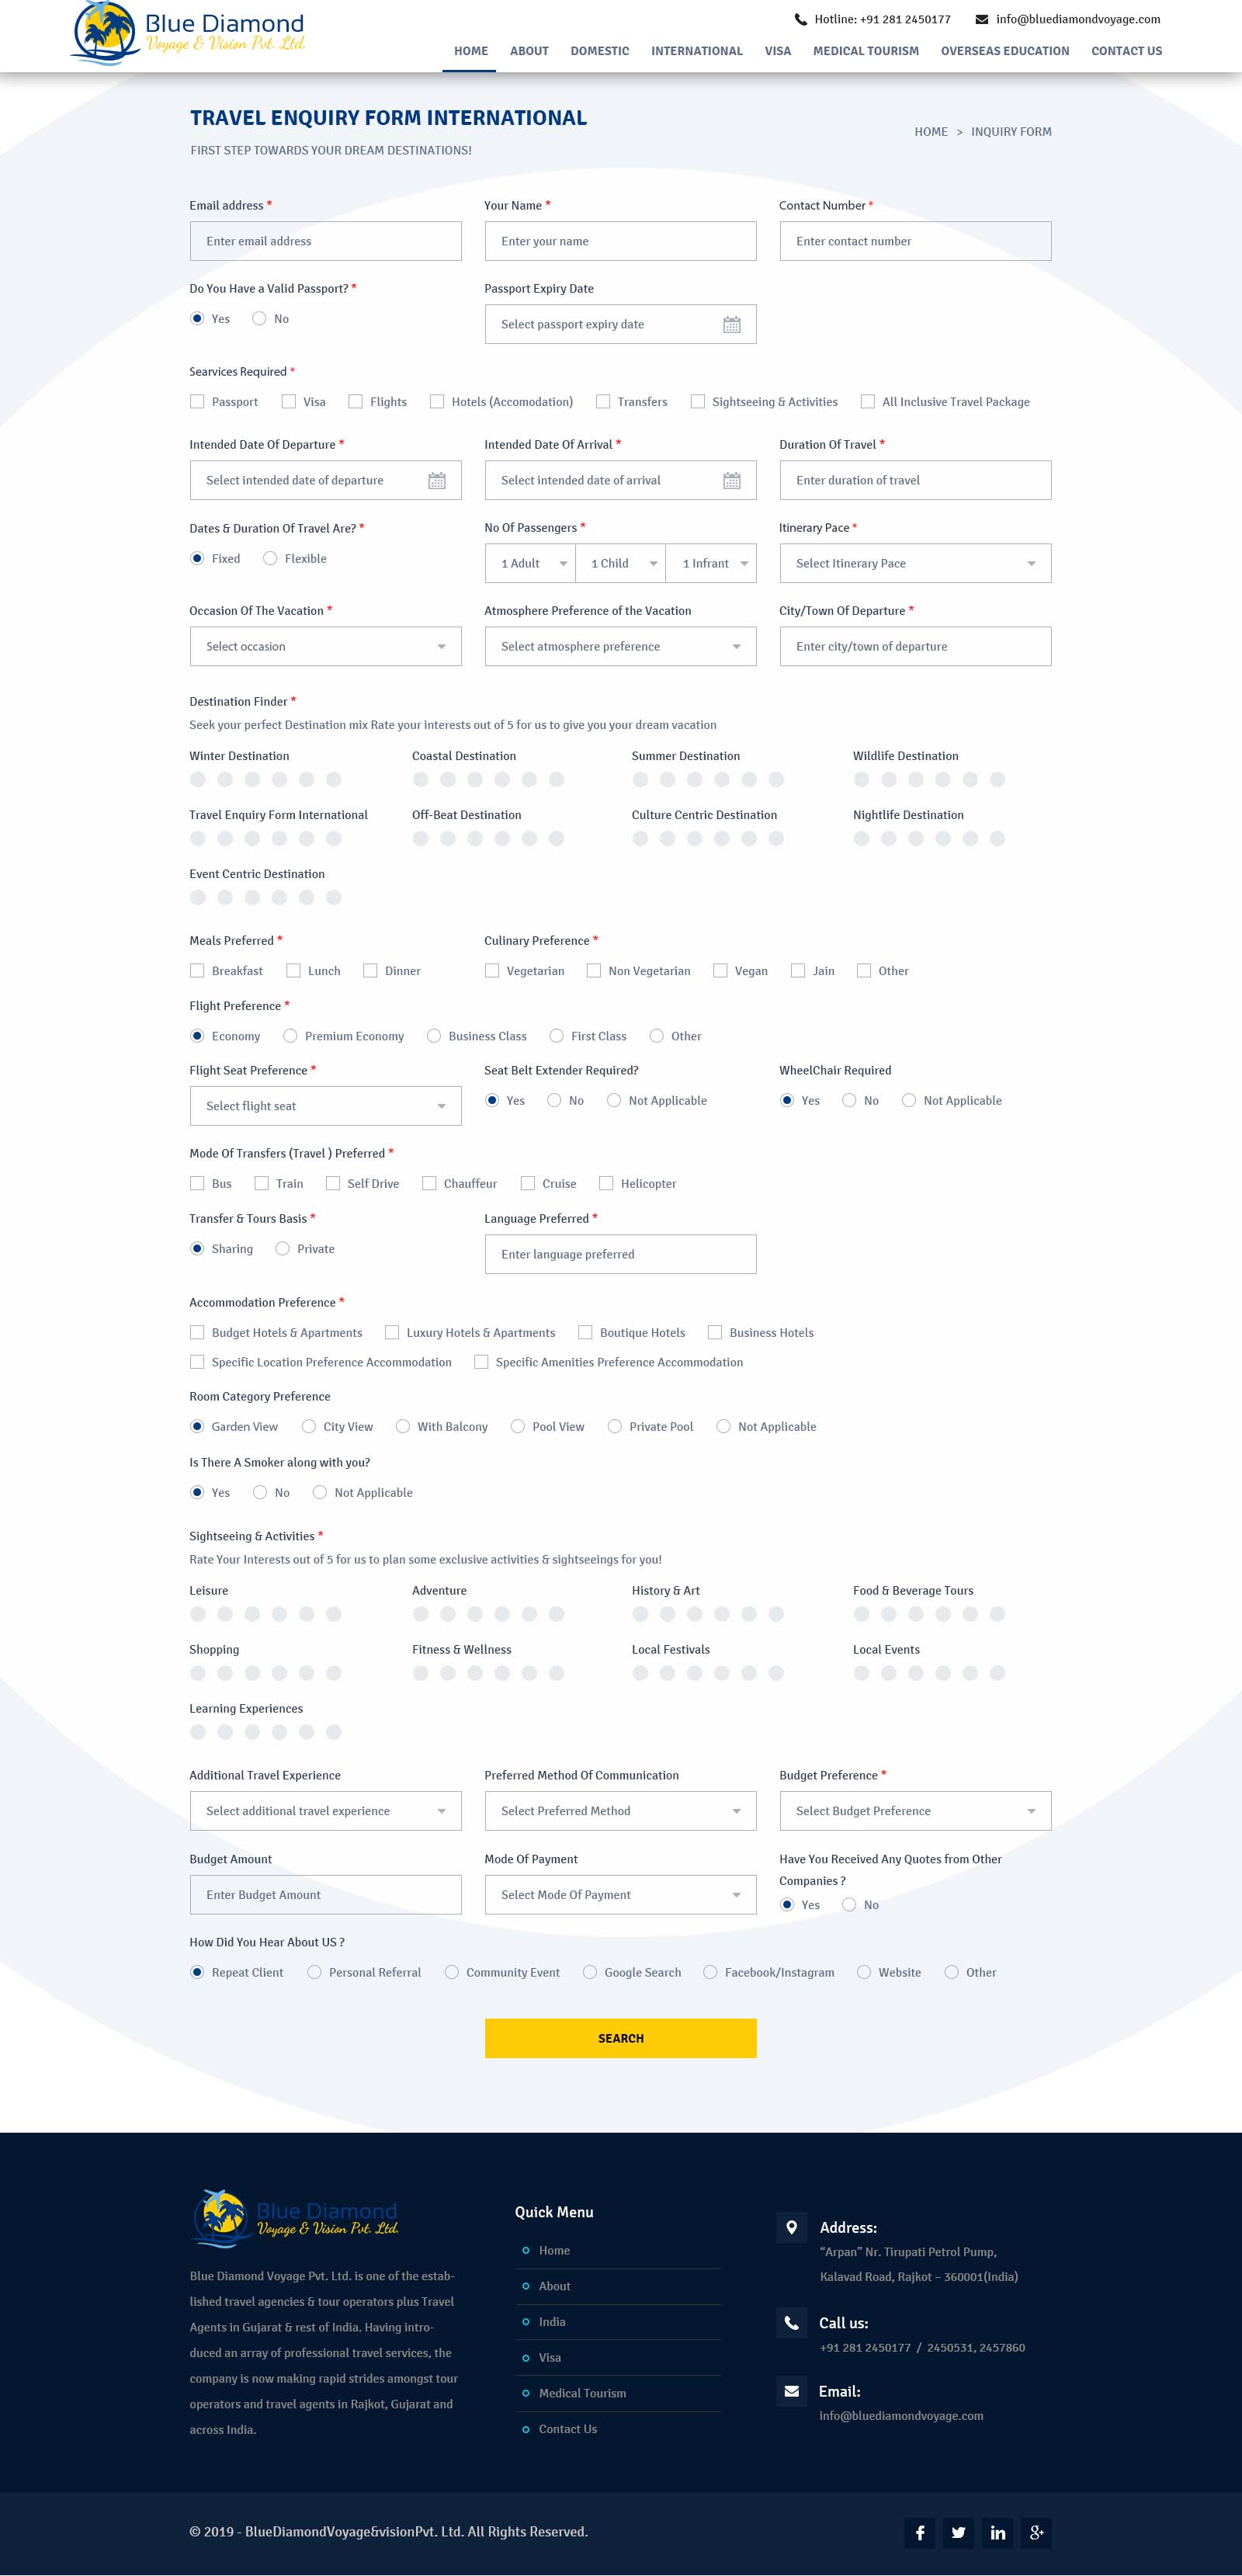 Blue Diamond
Voyage & Vision Pvt. Ltd.
Hotline: +91 281 2450177 info@bluediamondvoyage.com
HOME ABOUT DOMESTIC INTERNATIONAL VISA MEDICAL TOURISM OVERSEAS EDUCATION CONTACT US
TRAVEL ENQUIRY FORM INTERNATIONAL
HOME > INQUIRY FORM
FIRST STEP TOWARDS YOUR DREAM DESTINATIONS!
Email address * Your Name * Contact Number *
Enter email address Enter your name Enter contact number
Do You Have a Valid Passport? * Passport Expiry Date
Yes No Select passport expiry date
Searvices Required *
Passport Visa Flights Hotels (Accomodation) Transfers Sightseeing & Activities All Inclusive Travel Package
Intended Date Of Departure * Intended Date Of Arrival * Duration Of Travel *
Select intended date of departure Select intended date of arrival Enter duration of travel
Dates & Duration Of Travel Are? * No Of Passengers * Itinerary Pace *
Fixed Flexible 1 Adult 1 Child 1 Infrant Select Itinerary Pace
Occasion Of The Vacation * Atmosphere Preference of the Vacation City/Town Of Departure *
Select occasion Select atmosphere preference Enter city/town of departure
Destination Finder *
Seek your perfect Destination mix Rate your interests out of 5 for us to give you your dream vacation
Winter Destination Coastal Destination Summer Destination Wildlife Destination
Travel Enquiry Form International Off-Beat Destination Culture Centric Destination Nightlife Destination
Event Centric Destination
Meals Preferred * Culinary Preference *
Breakfast Lunch Dinner Vegetarian Non Vegetarian Vegan Jain Other
Flight Preference *
Economy Premium Economy Business Class First Class Other
Flight Seat Preference * Seat Belt Extender Required? WheelChair Required
Select flight seat Yes No Not Applicable Yes No Not Applicable
Mode Of Transfers (Travel ) Preferred *
Bus Train Self Drive Chauffeur Cruise Helicopter
Transfer & Tours Basis * Language Preferred *
Sharing Private Enter language preferred
Accommodation Preference *
Budget Hotels & Apartments Luxury Hotels & Apartments Boutique Hotels Business Hotels
Specific Location Preference Accommodation Specific Amenities Preference Accommodation
Room Category Preference
Garden View City View With Balcony Pool View Private Pool Not Applicable
Is There A Smoker along with you?
Yes No Not Applicable
Sightseeing & Activities *
Rate Your Interests out of 5 for us to plan some exclusive activities & sightseeings for you!
Leisure Adventure History & Art Food & Beverage Tours
Shopping Fitness & Wellness Local Festivals Local Events
Learning Experiences
Additional Travel Experience Preferred Method Of Communication Budget Preference *
Select additional travel experience Select Preferred Method Select Budget Preference
Budget Amount Mode Of Payment Have You Received Any Quotes from Other
Companies ?
Enter Budget Amount Select Mode Of Payment Yes No
How Did You Hear About US ?
Repeat Client Personal Referral Community Event Google Search Facebook/Instagram Website Other
SEARCH
Blue Diamond
Voyage & Vision Pvt. Ltd.
Blue Diamond Voyage Pvt. Ltd. is one of the estab-
lished travel agencies & tour operators plus Travel
Agents in Gujarat & rest of India. Having intro-
duced an array of professional travel services, the
company is now making rapid strides amongst tour
operators and travel agents in Rajkot, Gujarat and
across India.
Quick Menu
Home
About
India
Visa
Medical Tourism
Contact Us
Address:
“Arpan” Nr. Tirupati Petrol Pump,
Kalavad Road, Rajkot – 360001(India)
Call us:
+91 281 2450177 / 2450531, 2457860
Email:
info@bluediamondvoyage.com
© 2019 - BlueDiamondVoyage&visionPvt. Ltd. All Rights Reserved.